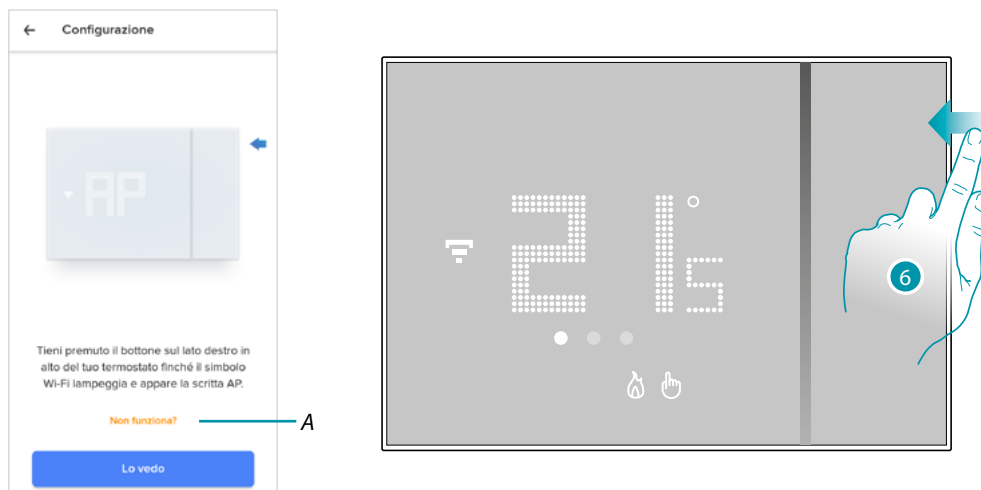 Configurazione
AP
Tieni premuto il bottone sul lato destro in
alto del tuo termostato finché il simbolo
Wi-Fi lampeggia e appare la scritta AP.
Non funziona?
A
Lo vedo
21°5
6